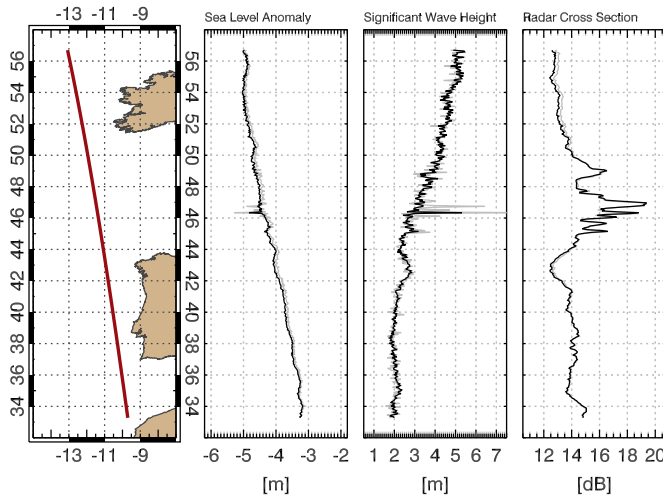 Sea Level Anomaly
Significant Wave Height
Radar Cross Section
-13 -11 -9
56 54 52 50 48 46 44 42 40 38 36 34
56 54 52 50 48 46 44 42 40 38 36 34
-13 -11 -9
-6 -5 -4 -3 -2
1 2 3 4 5 6 7
12 14 16 18 20
[m]
[m]
[dB]